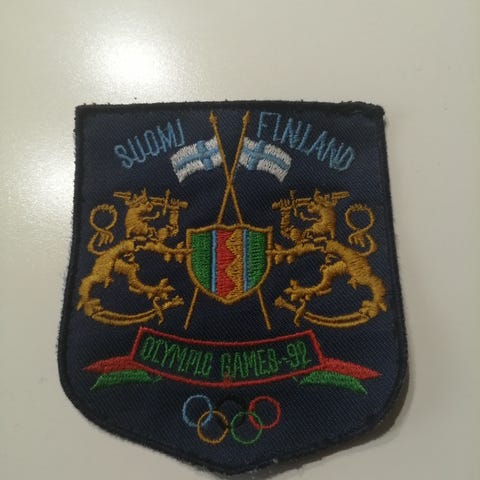 SUOMI FINLAND
OLYMPIC GAMES -92